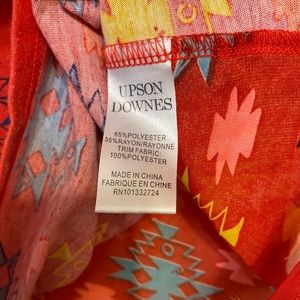 UPSON
DOWNES
65%POLYESTER
35%RAYON/RAYONNE
TRIM FABRIC:
100%POLYESTER
MADE IN CHINA
FABRIQUE EN CHINE
RN101332724